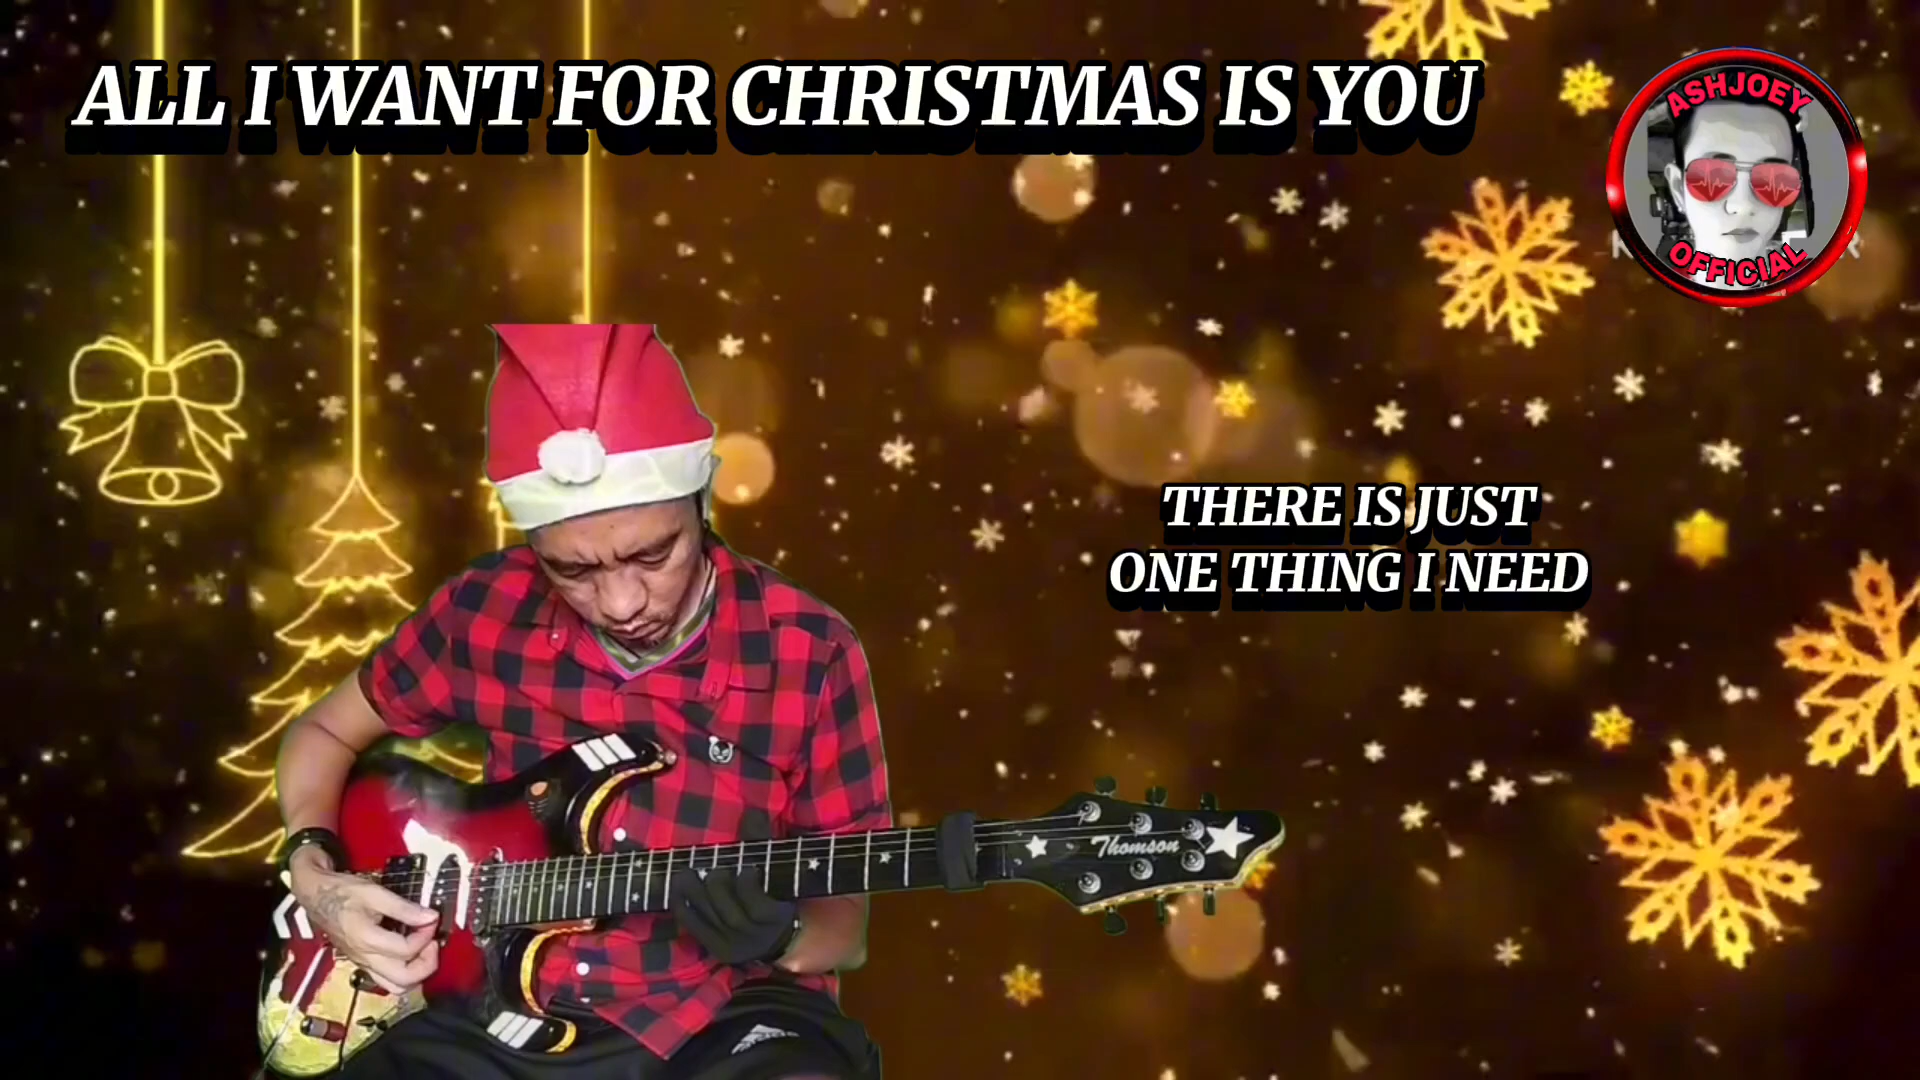 ALL I WANT FOR CHRISTMAS IS YOU
ASHJOEY
OFFICIAL
THERE IS JUST
ONE THING I NEED
Thomson